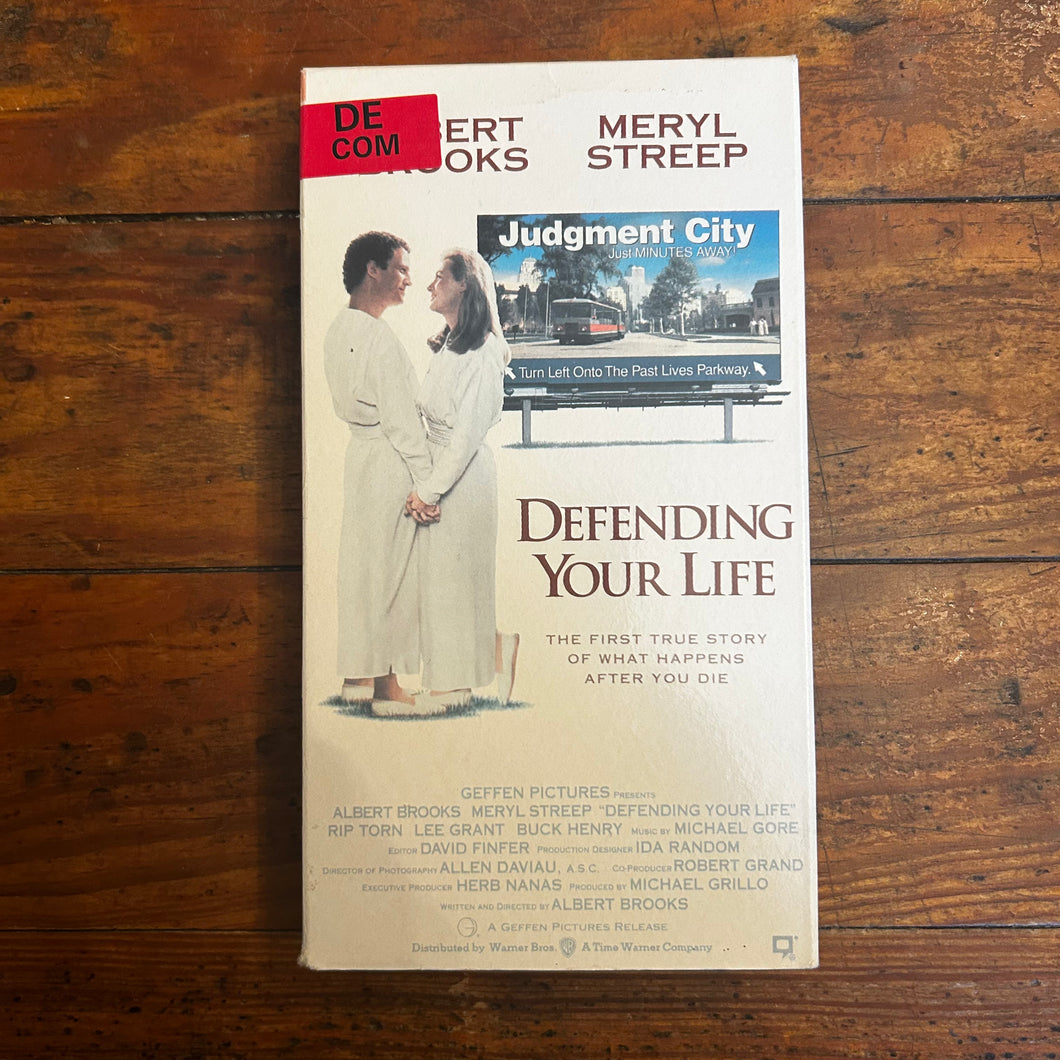 DE
COM
BERT
OOKS
MERYL
STREEP
Judgment City
Just MINUTES AWAY!
Turn Left Onto The Past Lives Parkway.
DEFENDING
YOUR LIFE
THE FIRST TRUE STORY
OF WHAT HAPPENS
AFTER YOU DIE
GEFFEN PICTURES PRESENTS
ALBERT BROOKS MERYL STREEP "DEFENDING YOUR LIFE"
RIP TORN LEE GRANT BUCK HENRY MUSIC BY MICHAEL GORE
EDITOR DAVID FINFER PRODUCTION DESIGNER IDA RANDOM
DIRECTOR OF PHOTOGRAPHY ALLEN DAVIAU, A.S.C. CO-PRODUCER ROBERT GRAND
EXECUTIVE PRODUCER HERB NANAS PRODUCED BY MICHAEL GRILLO
WRITTEN AND DIRECTED BY ALBERT BROOKS
G A GEFFEN PICTURES RELEASE
Distributed by Warner Bros. WB A Time Warner Company